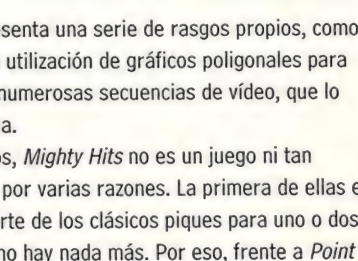 senta una serie de rasgos propios, como
utilización de gráficos poligonales para
numerosas secuencias de vídeo, que lo
a.
s, Mighty Hits no es un juego ni tan
por varias razones. La primera de ellas e
rte de los clásicos piques para uno o dos
no hay nada más. Por eso, frente a Point